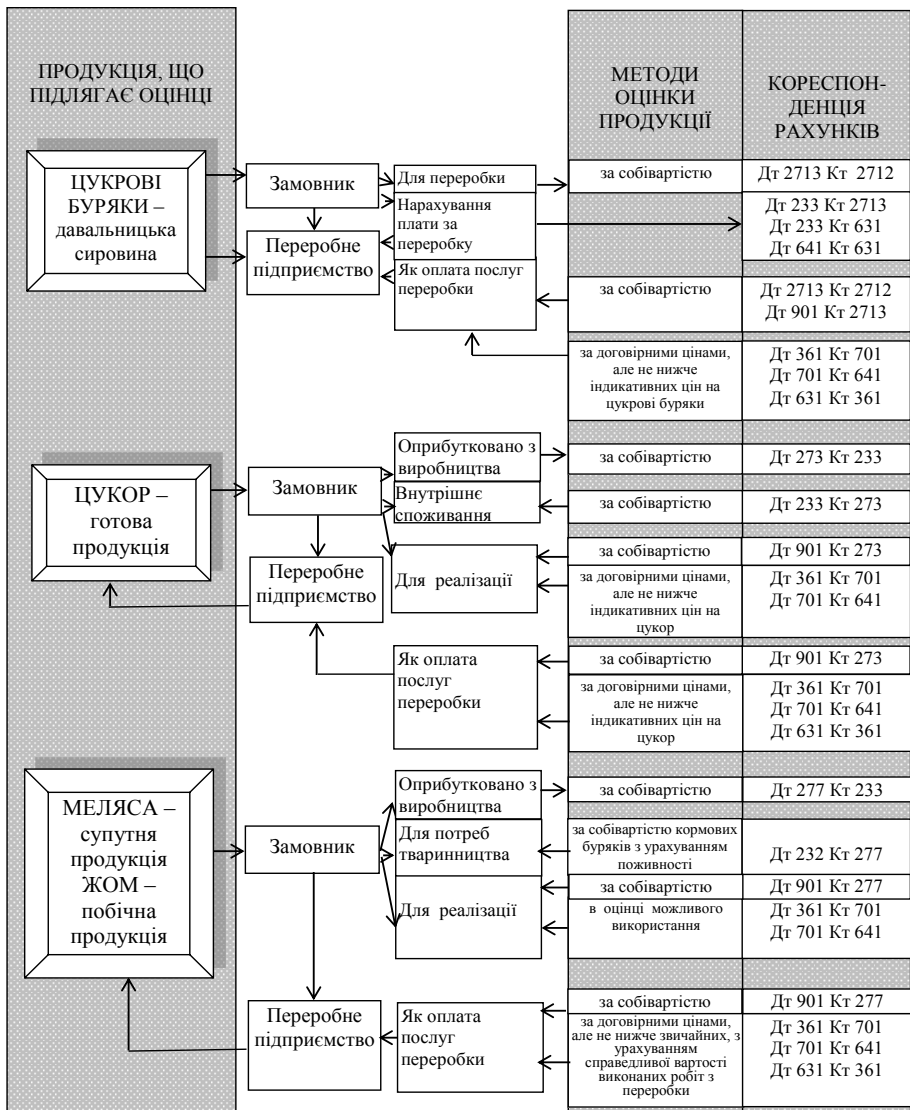 ПРОДУКЦІЯ, ЩО
ПІДЛЯГАЄ ОЦІНЦІ
МЕТОДИ
ОЦІНКИ
ПРОДУКЦІЇ
КОРЕСПОН-
ДЕНЦІЯ
РАХУНКІВ
ЦУКРОВІ
БУРЯКИ –
давальницька
сировина
Замовник
Переробне
підприємство
Для переробки
Нарахування
плати за
переробку
Як оплата послуг
переробки
за собівартістю
Дт 2713 Кт 2712
Дт 233 Кт 2713
Дт 233 Кт 631
Дт 641 Кт 631
за собівартістю
Дт 2713 Кт 2712
Дт 901 Кт 2713
за договірними цінами,
але не нижче
індикативних цін на
цукрові буряки
Дт 361 Кт 701
Дт 701 Кт 641
Дт 631 Кт 361
ЦУКОР –
готова
продукція
Замовник
Переробне
підприємство
Оприбутковано з
виробництва
Внутрішнє
споживання
Для реалізації
Як оплата
послуг
переробки
за собівартістю
Дт 273 Кт 233
за собівартістю
Дт 233 Кт 273
за собівартістю
Дт 901 Кт 273
за договірними цінами,
але не нижче
індикативних цін на
цукор
Дт 361 Кт 701
Дт 701 Кт 641
за собівартістю
Дт 901 Кт 273
за договірними цінами,
але не нижче
індикативних цін на
цукор
Дт 361 Кт 701
Дт 701 Кт 641
Дт 631 Кт 361
МЕЛЯСА –
супутня
продукція
ЖОМ –
побічна
продукція
Замовник
Переробне
підприємство
Оприбутковано з
виробництва
Для потреб
тваринництва
Для реалізації
Як оплата
послуг
переробки
за собівартістю
Дт 277 Кт 233
за собівартістю кормових
буряків з урахуванням
поживності
Дт 232 Кт 277
за собівартістю
Дт 901 Кт 277
в оцінці можливого
використання
Дт 361 Кт 701
Дт 701 Кт 641
за собівартістю
Дт 901 Кт 277
за договірними цінами,
але не нижче звичайних, з
урахуванням
справедливої вартості
виконаних робіт з
переробки
Дт 361 Кт 701
Дт 701 Кт 641
Дт 631 Кт 361